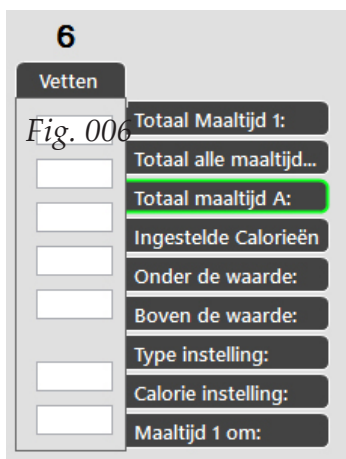 6
Vetten
Fig. 006
Totaal Maaltijd 1:
Totaal alle maaltijd...
Totaal maaltijd A:
Ingestelde Calorieën
Onder de waarde:
Boven de waarde:
Type instelling:
Calorie instelling:
Maaltijd 1 om: